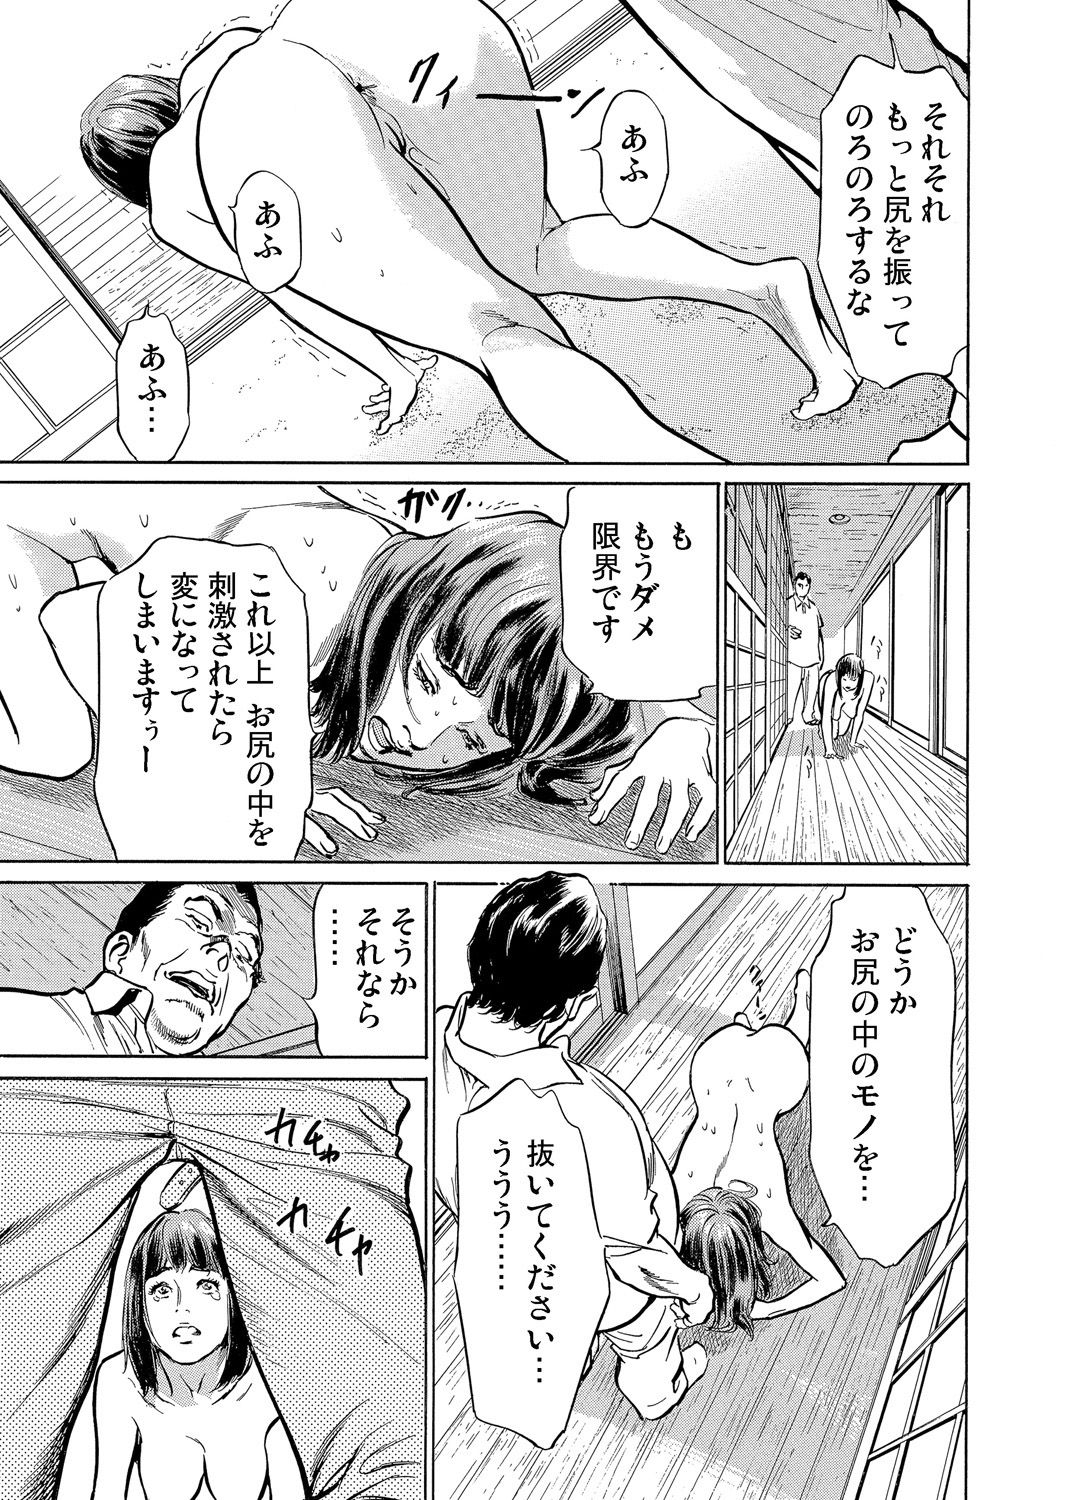 それそれ
もっと尻を振って
のろのろするな
クィーーン
あふ
あふ
あふ…
も
もうダメ
限界です
ガク…
これ以上 お尻の中を
刺激されたら
変になって
しまいますぅー
どうか
お尻の中のモノを…
抜いてください…
ううう……
そうか
それなら
……
カチャ
カチャ